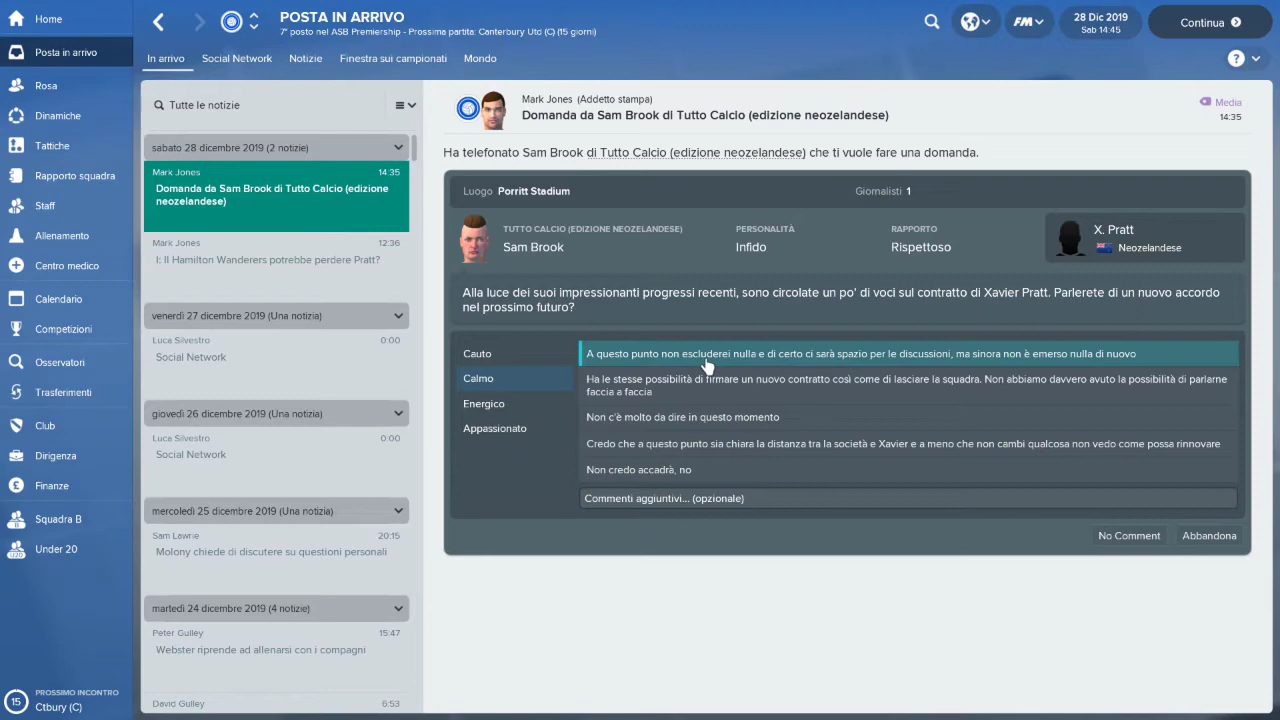 Home
Posta in arrivo
Rosa
Dinamiche
Tattiche
Rapporto squadra
Staff
Allenamento
Centro medico
Calendario
Competizioni
Osservatori
Trasferimenti
Club
Dirigenza
Finanze
Squadra B
Under 20
15
PROSSIMO INCONTRO
Ctbury (C)
POSTA IN ARRIVO
7° posto nel ASB Premiership - Prossima partita: Canterbury Utd (C) (15 giorni)
FM
28 Dic 2019
Sab 14:45
Continua
In arrivo Social Network Notizie Finestra sui campionati Mondo
?
Tutte le notizie
sabato 28 dicembre 2019 (2 notizie)
Mark Jones 14:35
Domanda da Sam Brook di Tutto Calcio (edizione
neozelandese)
Mark Jones 12:36
I: Il Hamilton Wanderers potrebbe perdere Pratt?
venerdì 27 dicembre 2019 (Una notizia)
Luca Silvestro 0:00
Social Network
giovedì 26 dicembre 2019 (Una notizia)
Luca Silvestro 0:00
Social Network
mercoledì 25 dicembre 2019 (Una notizia)
Sam Lawrie 20:15
Molony chiede di discutere su questioni personali
martedì 24 dicembre 2019 (4 notizie)
Peter Gulley 15:47
Webster riprende ad allenarsi con i compagni
David Gulley 6:53
Mark Jones (Addetto stampa)
Domanda da Sam Brook di Tutto Calcio (edizione neozelandese)
Media
14:35
Ha telefonato Sam Brook di Tutto Calcio (edizione neozelandese) che ti vuole fare una domanda.
Luogo Porritt Stadium Giornalisti 1
TUTTO CALCIO (EDIZIONE NEOZELANDESE) PERSONALITÀ RAPPORTO
Sam Brook Infido Rispettoso
X. Pratt
Neozelandese
Alla luce dei suoi impressionanti progressi recenti, sono circolate un po' di voci sul contratto di Xavier Pratt. Parlerete di un nuovo accordo
nel prossimo futuro?
Cauto
Calmo
Energico
Appassionato
A questo punto non escluderei nulla e di certo ci sarà spazio per le discussioni, ma sinora non è emerso nulla di nuovo
Ha le stesse possibilità di firmare un nuovo contratto così come di lasciare la squadra. Non abbiamo davvero avuto la possibilità di parlarne
faccia a faccia
Non c'è molto da dire in questo momento
Credo che a questo punto sia chiara la distanza tra la società e Xavier e a meno che non cambi qualcosa non vedo come possa rinnovare
Non credo accadrà, no
Commenti aggiuntivi... (opzionale)
No Comment Abbandona